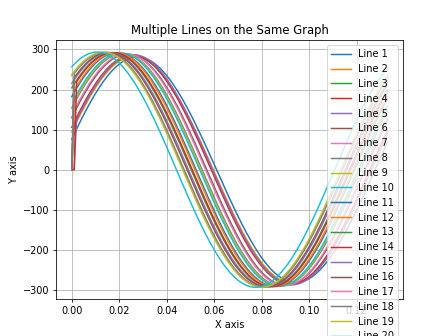 Multiple Lines on the Same Graph
300
200
100
0
−100
−200
−300
Y axis
0.00
0.02
0.04
0.06
0.08
0.10
X axis
Line 1
Line 2
Line 3
Line 4
Line 5
Line 6
Line 7
Line 8
Line 9
Line 10
Line 11
Line 12
Line 13
Line 14
Line 15
Line 16
Line 17
Line 18
Line 19
Line 20